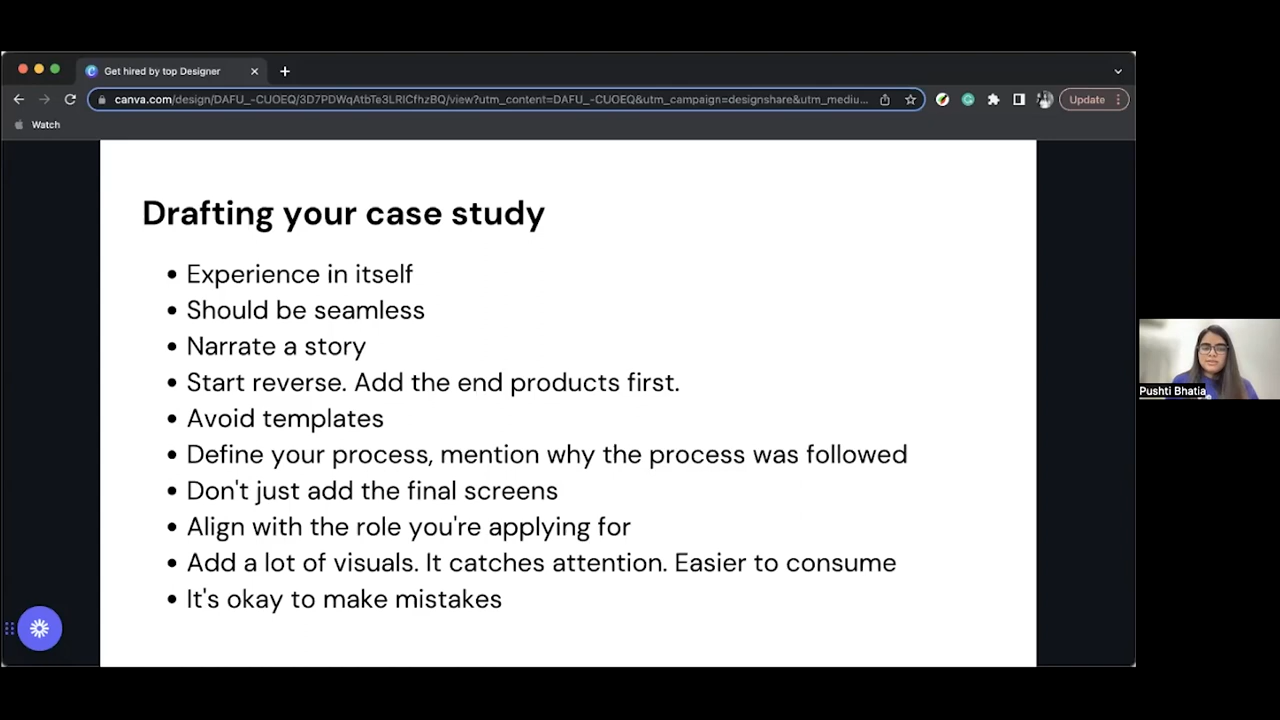 Get hired by top Designer
canva.com/design/DAFU_-CUOEQ/3D7PDWqAtbTe3LRlCfhzBQ/view?utm_content=DAFU_-CUOEQ&utm_campaign=designshare&utm_mediu...
Update
Watch
Drafting your case study
• Experience in itself
• Should be seamless
• Narrate a story
• Start reverse. Add the end products first.
• Avoid templates
• Define your process, mention why the process was followed
• Don't just add the final screens
• Align with the role you're applying for
• Add a lot of visuals. It catches attention. Easier to consume
• It's okay to make mistakes
Pushti Bhatia